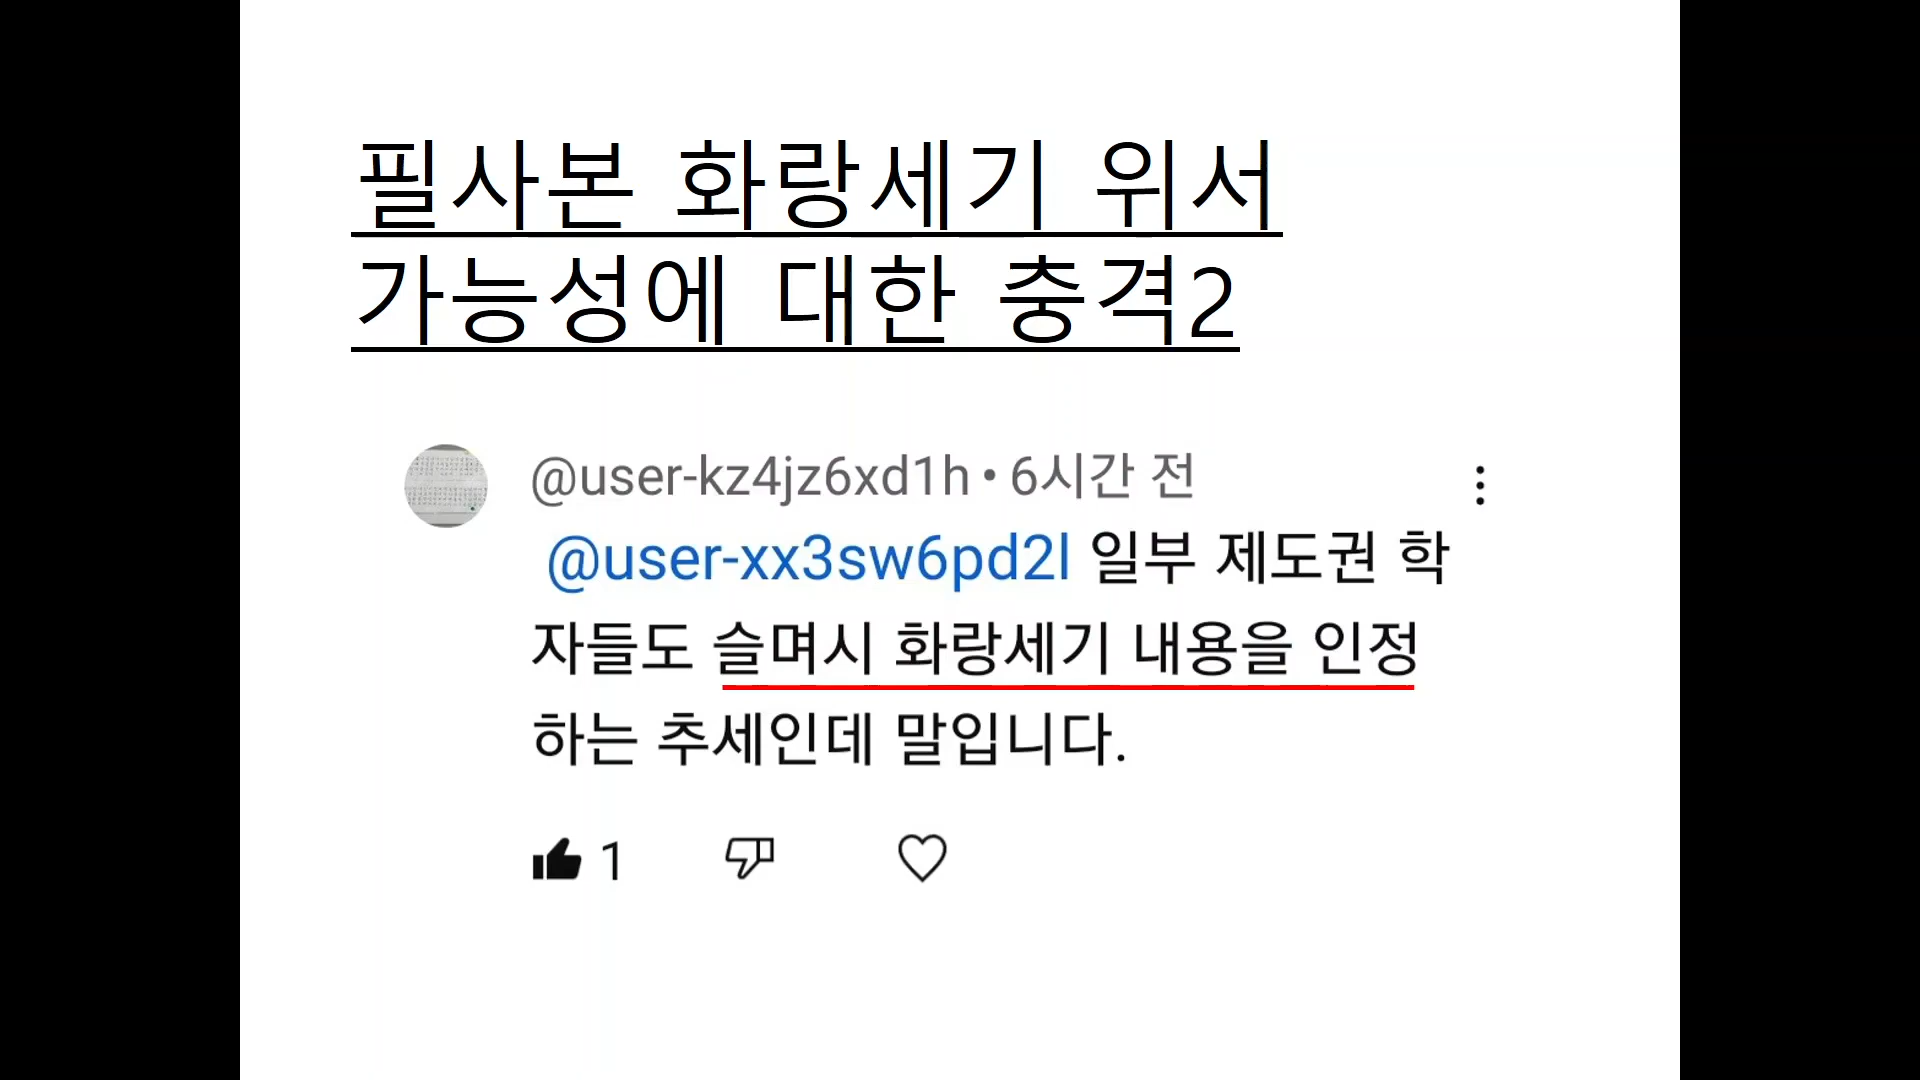 필사본 화랑세기 위서
가능성에 대한 충격2
@user-kz4jz6xd1h • 6시간 전
@user-xx3sw6pd2l 일부 제도권 학
자들도 슬며시 화랑세기 내용을 인정
하는 추세인데 말입니다.
1